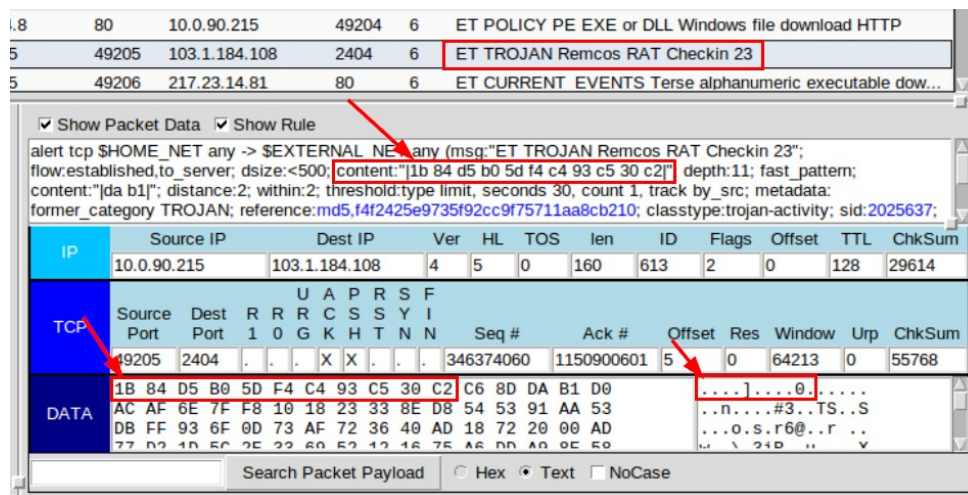 .8 80 10.0.90.215 49204 6 ET POLICY PE EXE or DLL Windows file download HTTP
5 49205 103.1.184.108 2404 6 ET TROJAN Remcos RAT Checkin 23
5 49206 217.23.14.81 80 6 ET CURRENT_EVENTS Terse alphanumeric executable dow...
Show Packet Data Show Rule
alert tcp $HOME_NET any -> $EXTERNAL_NET any (msg:"ET TROJAN Remcos RAT Checkin 23";
flow:established,to_server; dsize:<500; content:"|1b 84 d5 b0 5d f4 c4 93 c5 30 c2|"; depth:11; fast_pattern;
content:"|da b1|"; distance:2; within:2; threshold:type limit, seconds 30, count 1, track by_src; metadata:
former_category TROJAN; reference:md5,f4f2425e9735f92cc9f75711aa8cb210; classtype:trojan-activity; sid:2025637;
IP
Source IP Dest IP Ver HL TOS len ID Flags Offset TTL ChkSum
10.0.90.215 103.1.184.108 4 5 0 160 613 2 0 128 29614
TCP
U A P R S F
Source Dest R R R C S S Y I
Port Port 1 0 G K H T N N Seq # Ack # Offset Res Window Urp ChkSum
49205 2404 . . . X X . . . 346374060 1150900601 5 0 64213 0 55768
DATA
1B 84 D5 B0 5D F4 C4 93 C5 30 C2 C6 8D DA B1 D0 ....]....0......
AC AF 6E 7F F8 10 18 23 33 8E D8 54 53 91 AA 53 ..n....#3..TS..S
DB FF 93 6F 0D 73 AF 72 36 40 AD 18 72 20 00 AD ...o.s.r6@..r ..
Search Packet Payload Hex Text NoCase